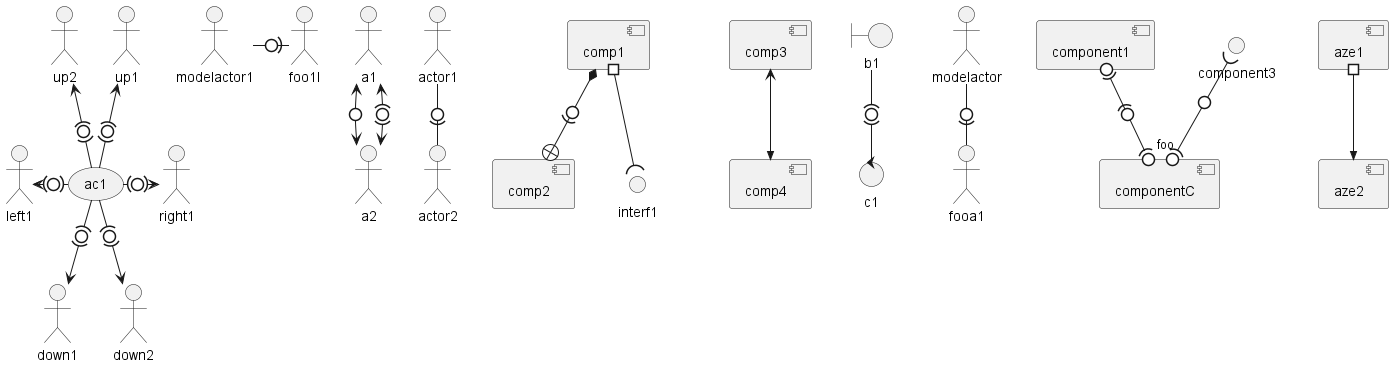 up2
up1
modelactor1
foo1l
a1
actor1
comp1
comp3
b1
modelactor
component1
component3
aze1
left1
ac1
right1
a2
actor2
comp2
interf1
comp4
c1
fooa1
foo
componentC
aze2
down1
down2